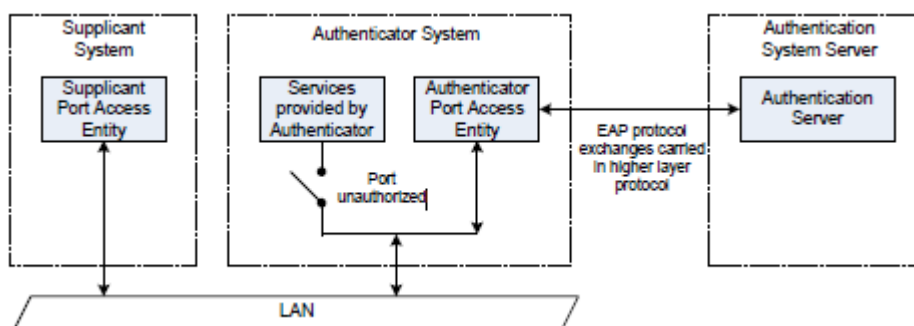 Supplicant
System
Supplicant
Port Access
Entity
Authenticator System
Services
provided by
Authenticator
Authenticator
Port Access
Entity
Port
unauthorized
EAP protocol
exchanges carried
in higher layer
protocol
Authentication
System Server
Authentication
Server
LAN